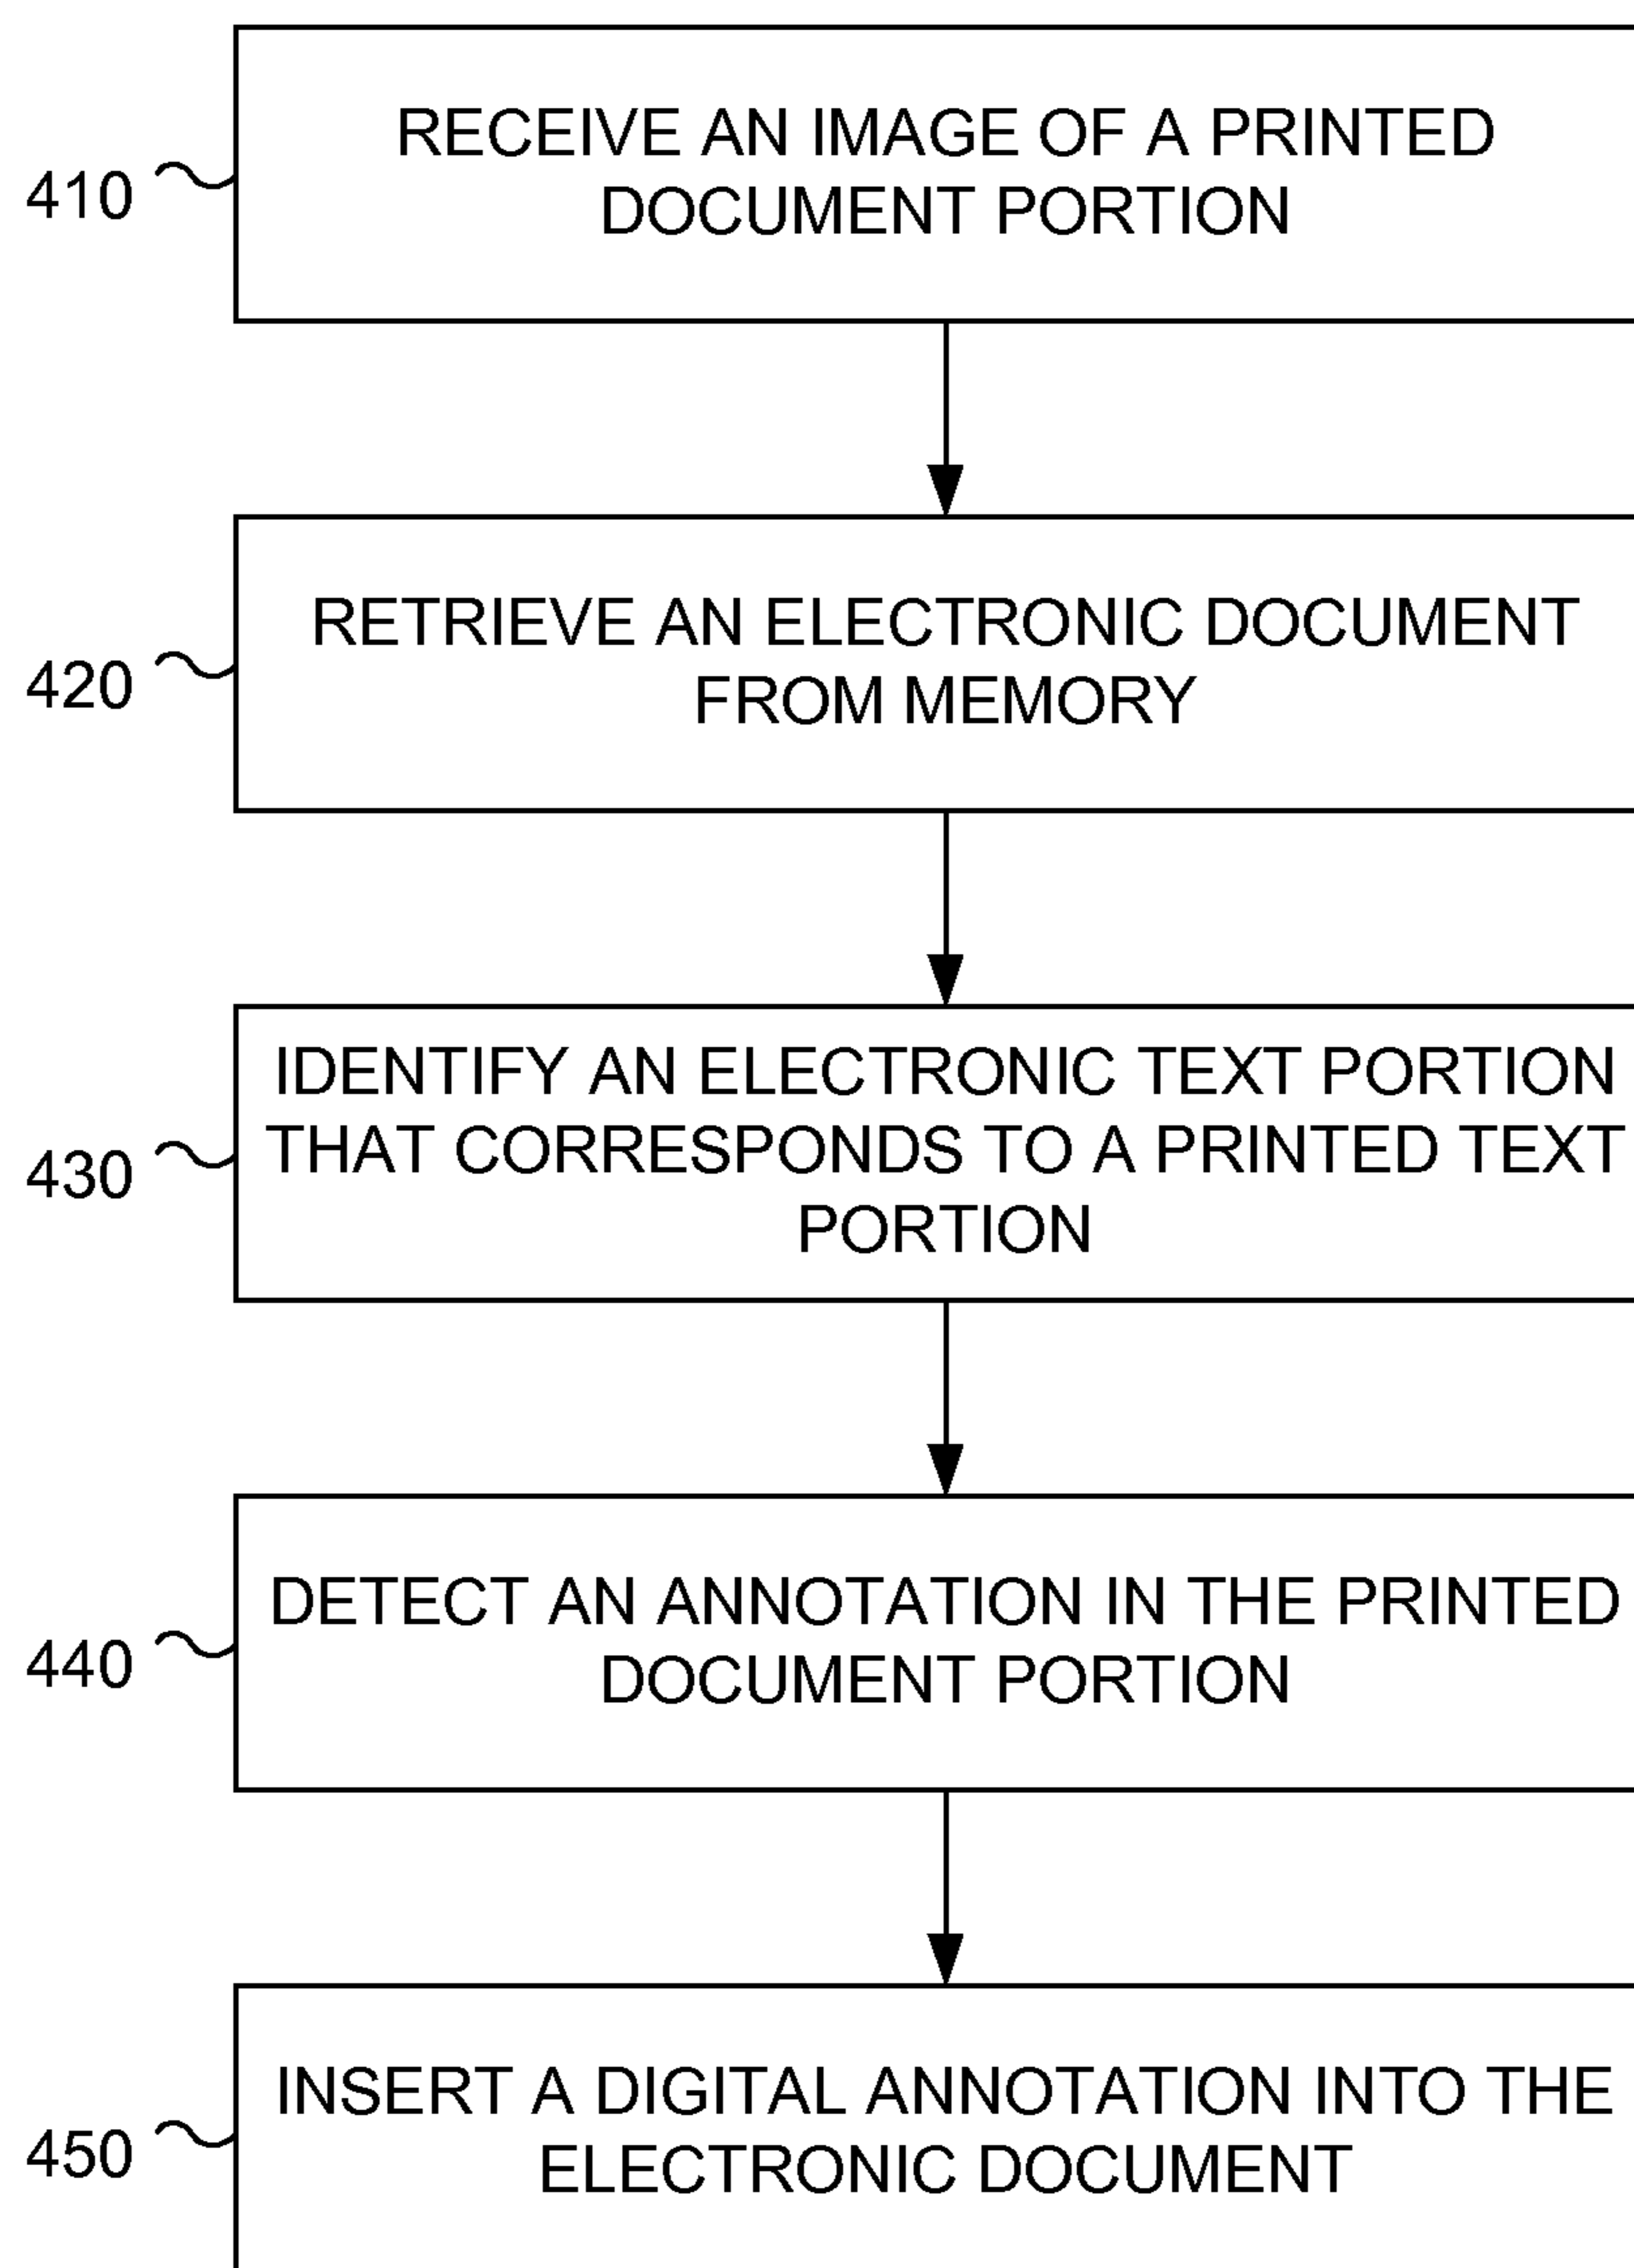 RECEIVE AN IMAGE OF A PRINTED
DOCUMENT PORTION
410
RETRIEVE AN ELECTRONIC DOCUMENT
FROM MEMORY
420
IDENTIFY AN ELECTRONIC TEXT PORTION
THAT CORRESPONDS TO A PRINTED TEXT
PORTION
430
DETECT AN ANNOTATION IN THE PRINTED
DOCUMENT PORTION
440
INSERT A DIGITAL ANNOTATION INTO THE
ELECTRONIC DOCUMENT
450